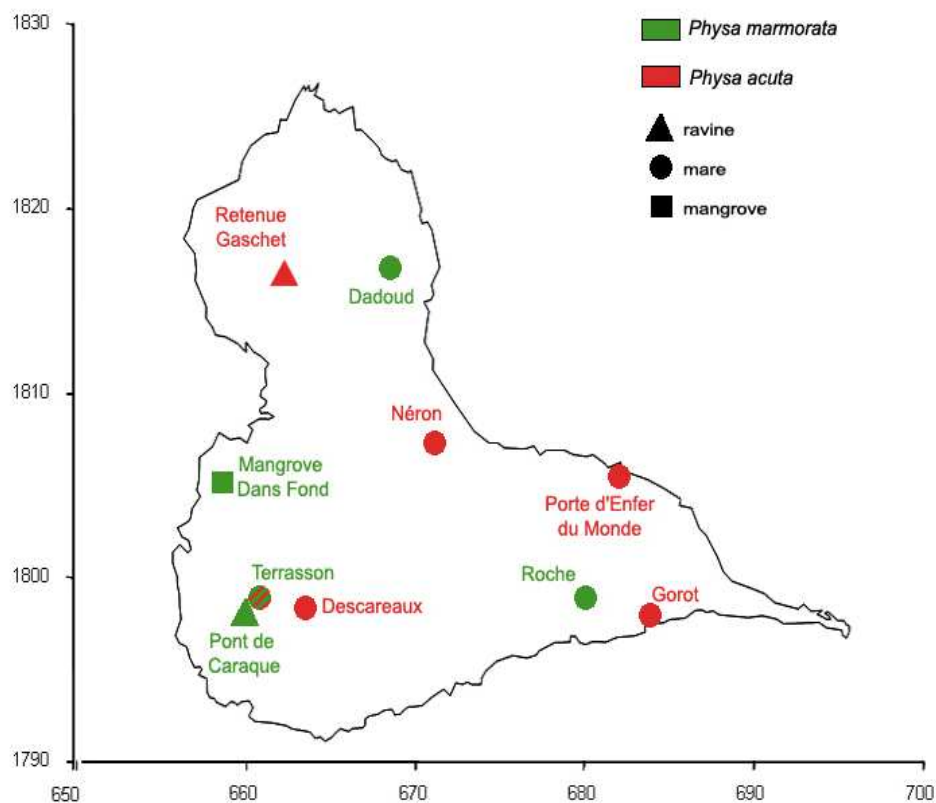 1830
Physa marmorata
Physa acuta
ravine
mare
mangrove
1820
Retenue
Gaschet
Dadoud
1810
Néron
Mangrove
Dans Fond
Porte d'Enfer
du Monde
1800
Terrasson
Roche
Descareaux
Gorot
Pont de
Caraque
1790
650
660
670
680
690
700